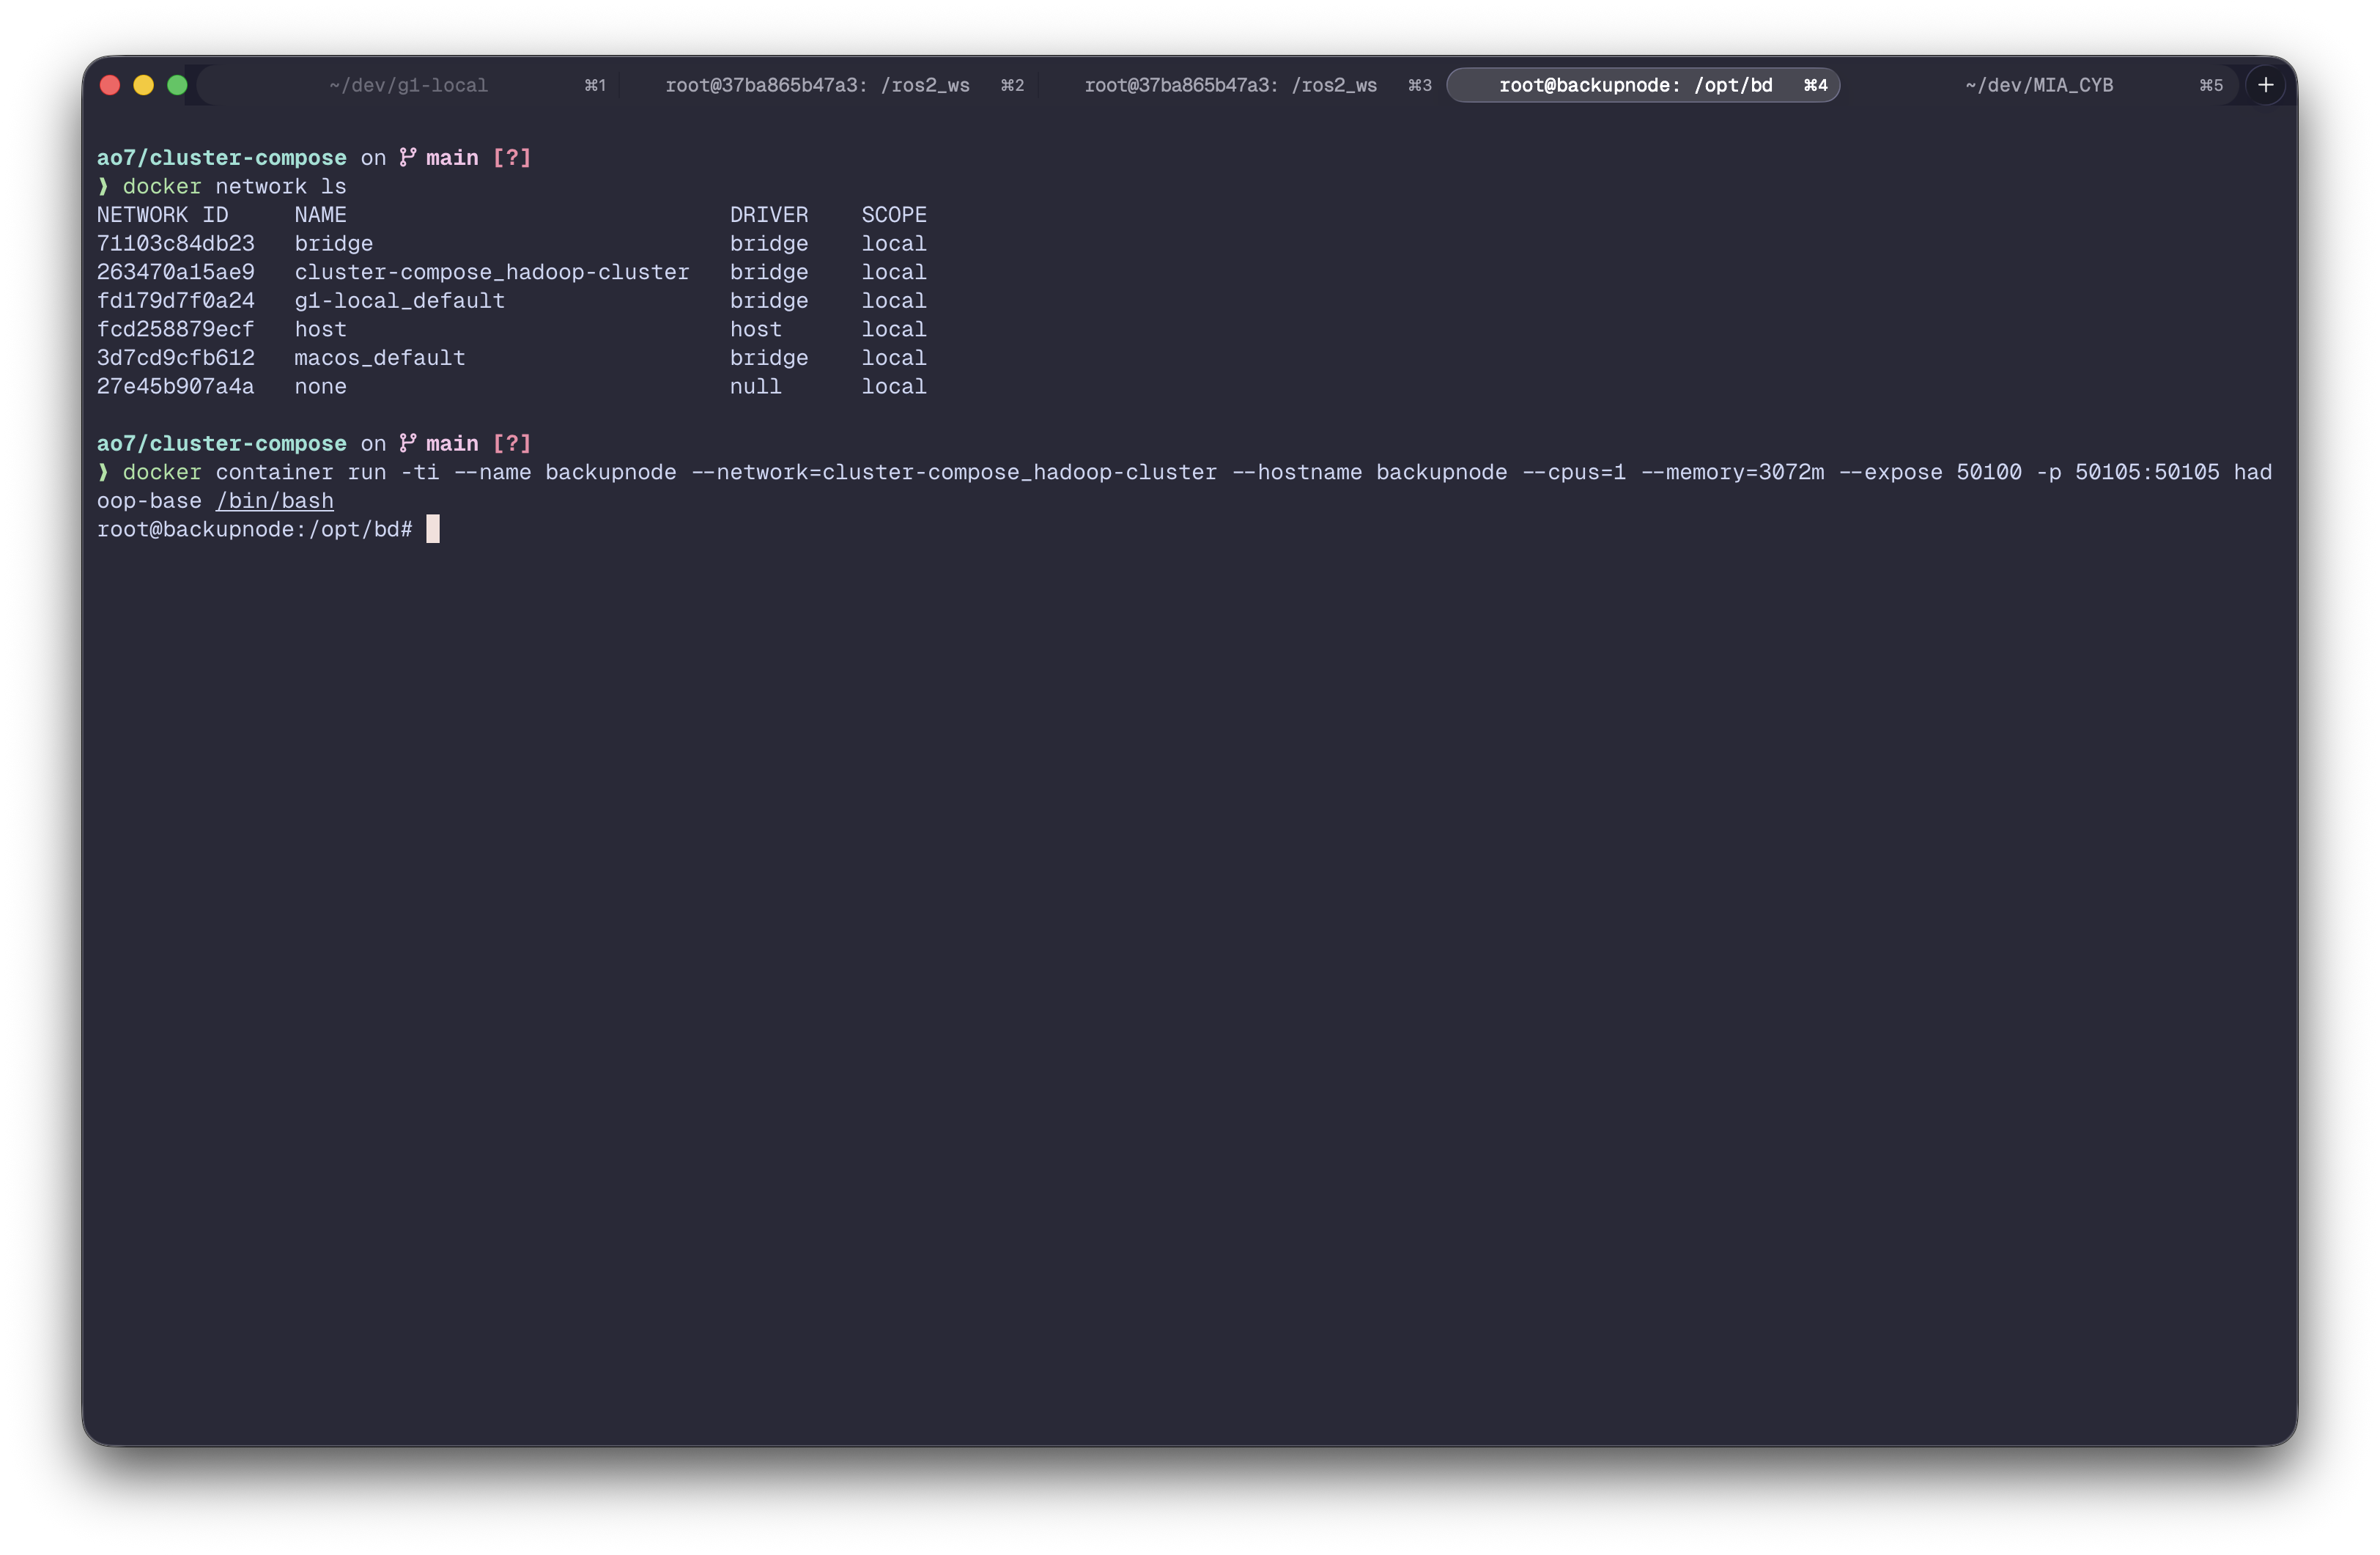 ~/dev/g1-local ⌘1 root@37ba865b47a3: /ros2_ws ⌘2 root@37ba865b47a3: /ros2_ws ⌘3 root@backupnode: /opt/bd ⌘4 ~/dev/MIA_CYB ⌘5 +
ao7/cluster-compose on main [?]
❱ docker network ls
NETWORK ID     NAME                             DRIVER    SCOPE
71103c84db23   bridge                           bridge    local
263470a15ae9   cluster-compose_hadoop-cluster   bridge    local
fd179d7f0a24   g1-local_default                 bridge    local
fcd258879ecf   host                             host      local
3d7cd9cfb612   macos_default                    bridge    local
27e45b907a4a   none                             null      local
ao7/cluster-compose on main [?]
❱ docker container run -ti --name backupnode --network=cluster-compose_hadoop-cluster --hostname backupnode --cpus=1 --memory=3072m --expose 50100 -p 50105:50105 had
oop-base /bin/bash
root@backupnode:/opt/bd#